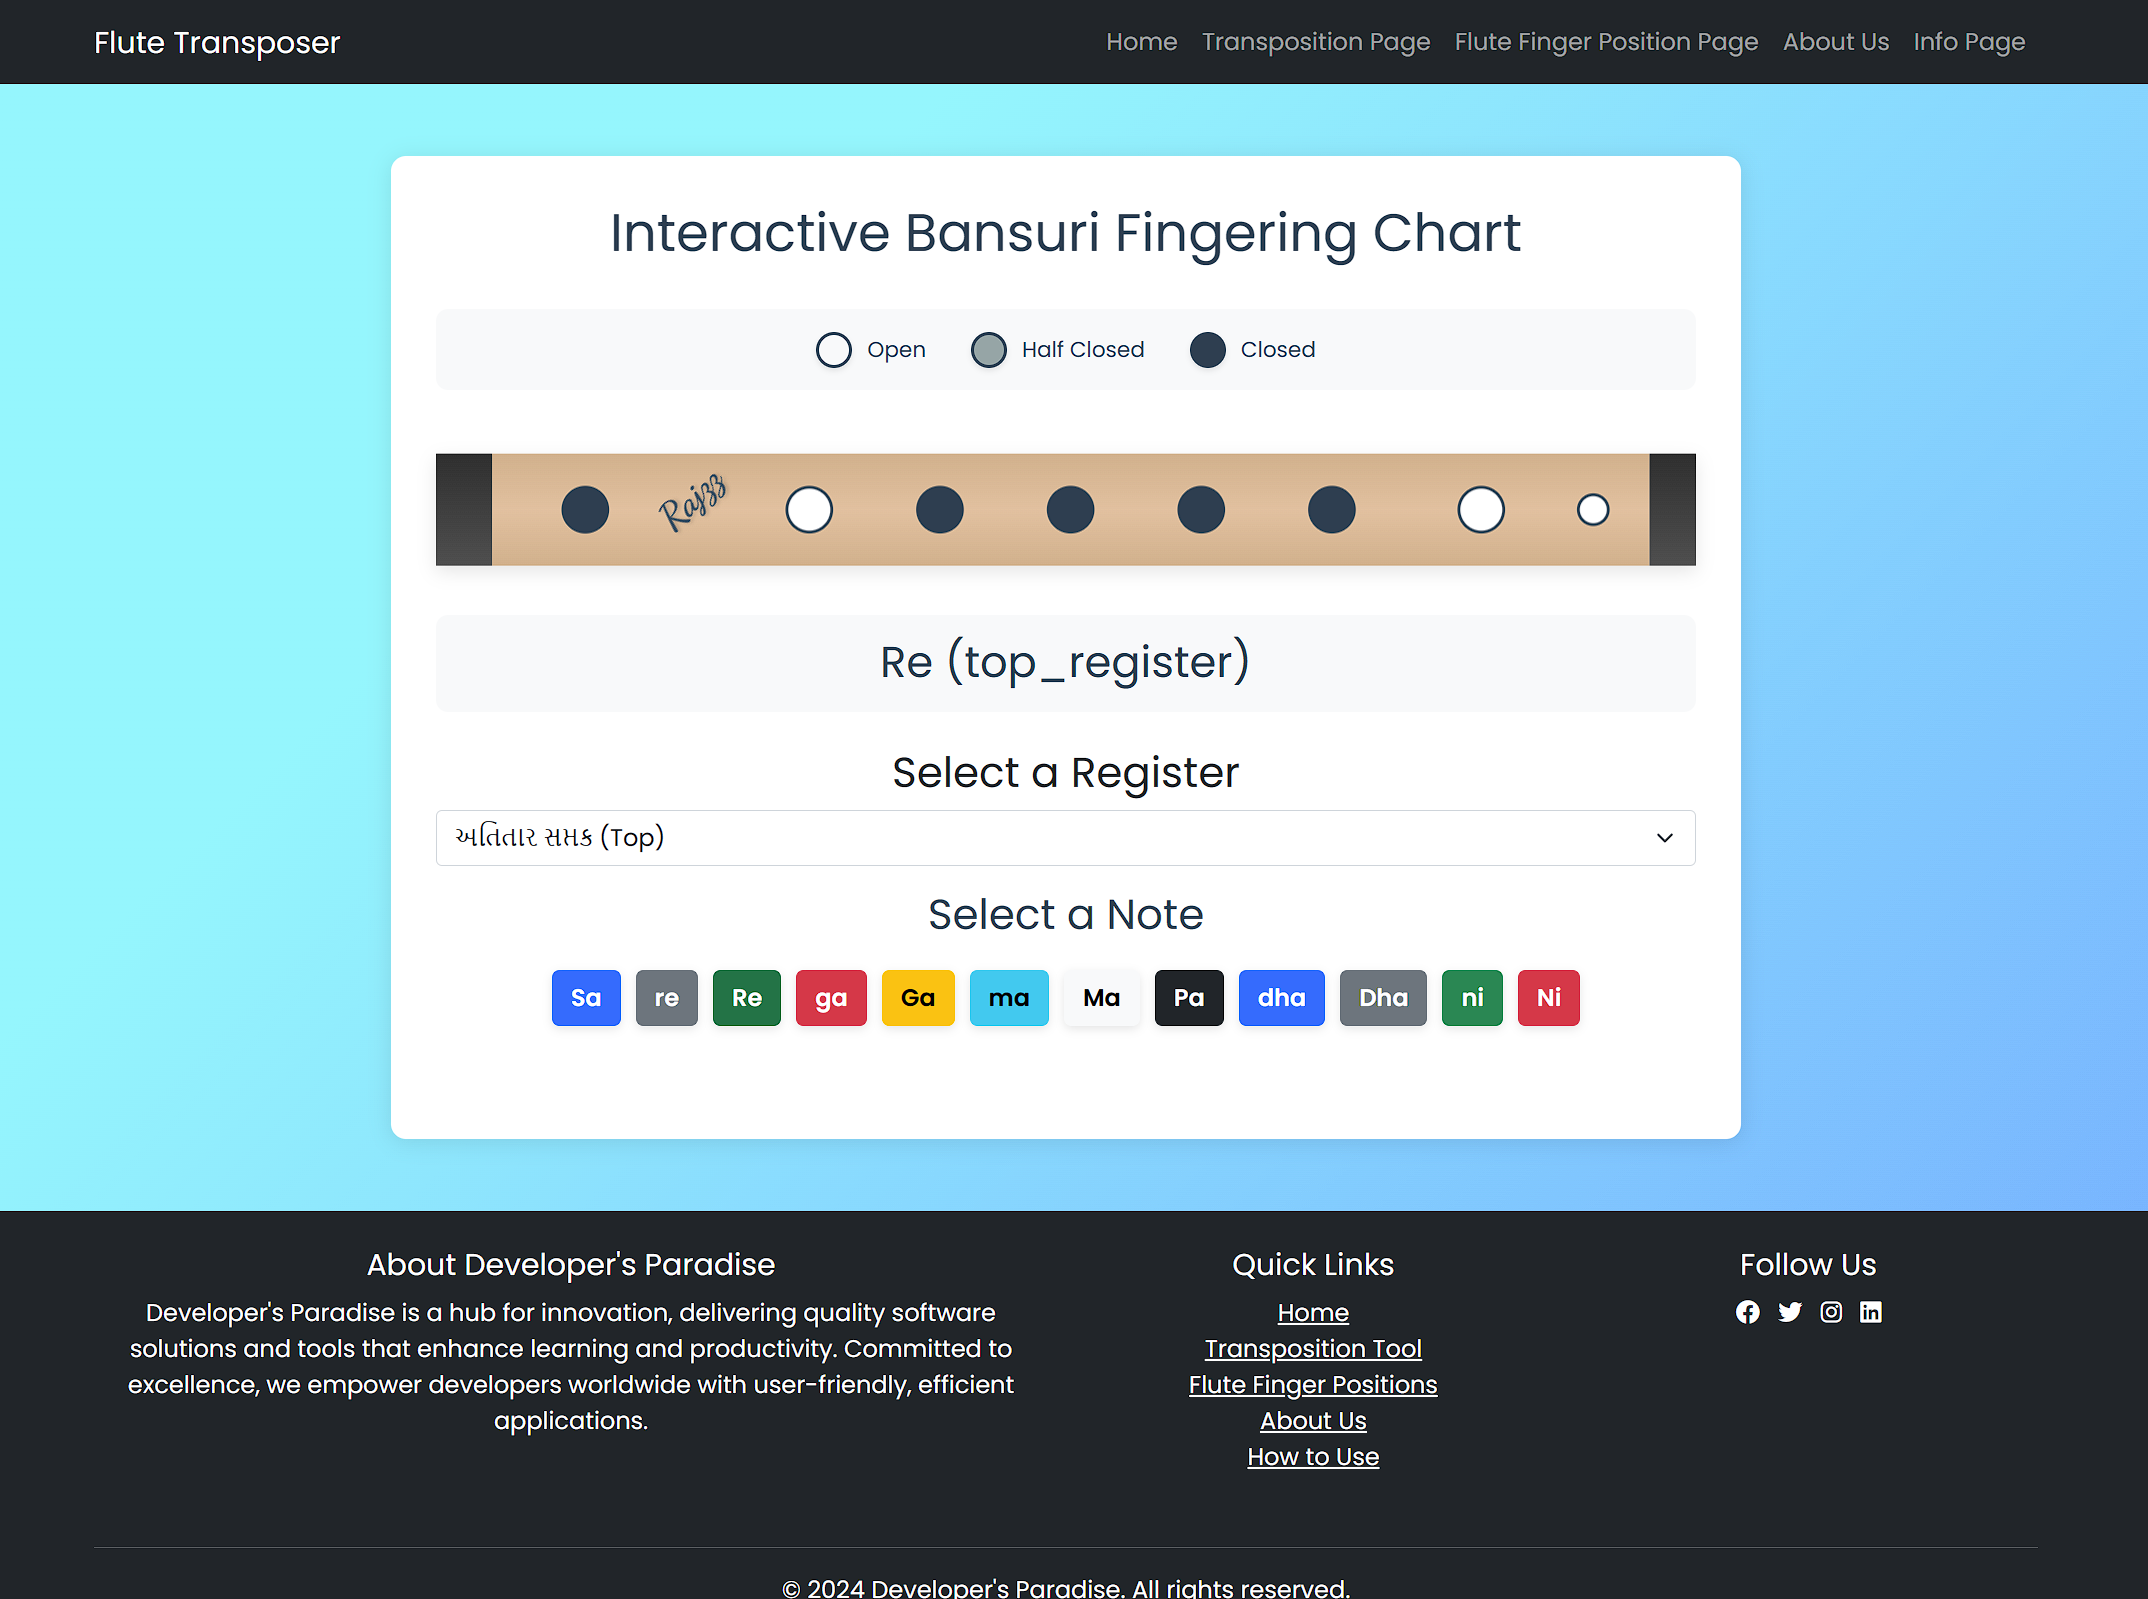 Flute Transposer
Home Transposition Page Flute Finger Position Page About Us Info Page
Interactive Bansuri Fingering Chart
Open Half Closed Closed
Rajzz
Re (top_register)
Select a Register
અતિતાર સપ્તક (Top)
Select a Note
Sa re Re ga Ga ma Ma Pa dha Dha ni Ni
About Developer's Paradise
Developer's Paradise is a hub for innovation, delivering quality software
solutions and tools that enhance learning and productivity. Committed to
excellence, we empower developers worldwide with user-friendly, efficient
applications.
Quick Links
Home
Transposition Tool
Flute Finger Positions
About Us
How to Use
Follow Us
© 2024 Developer's Paradise. All rights reserved.